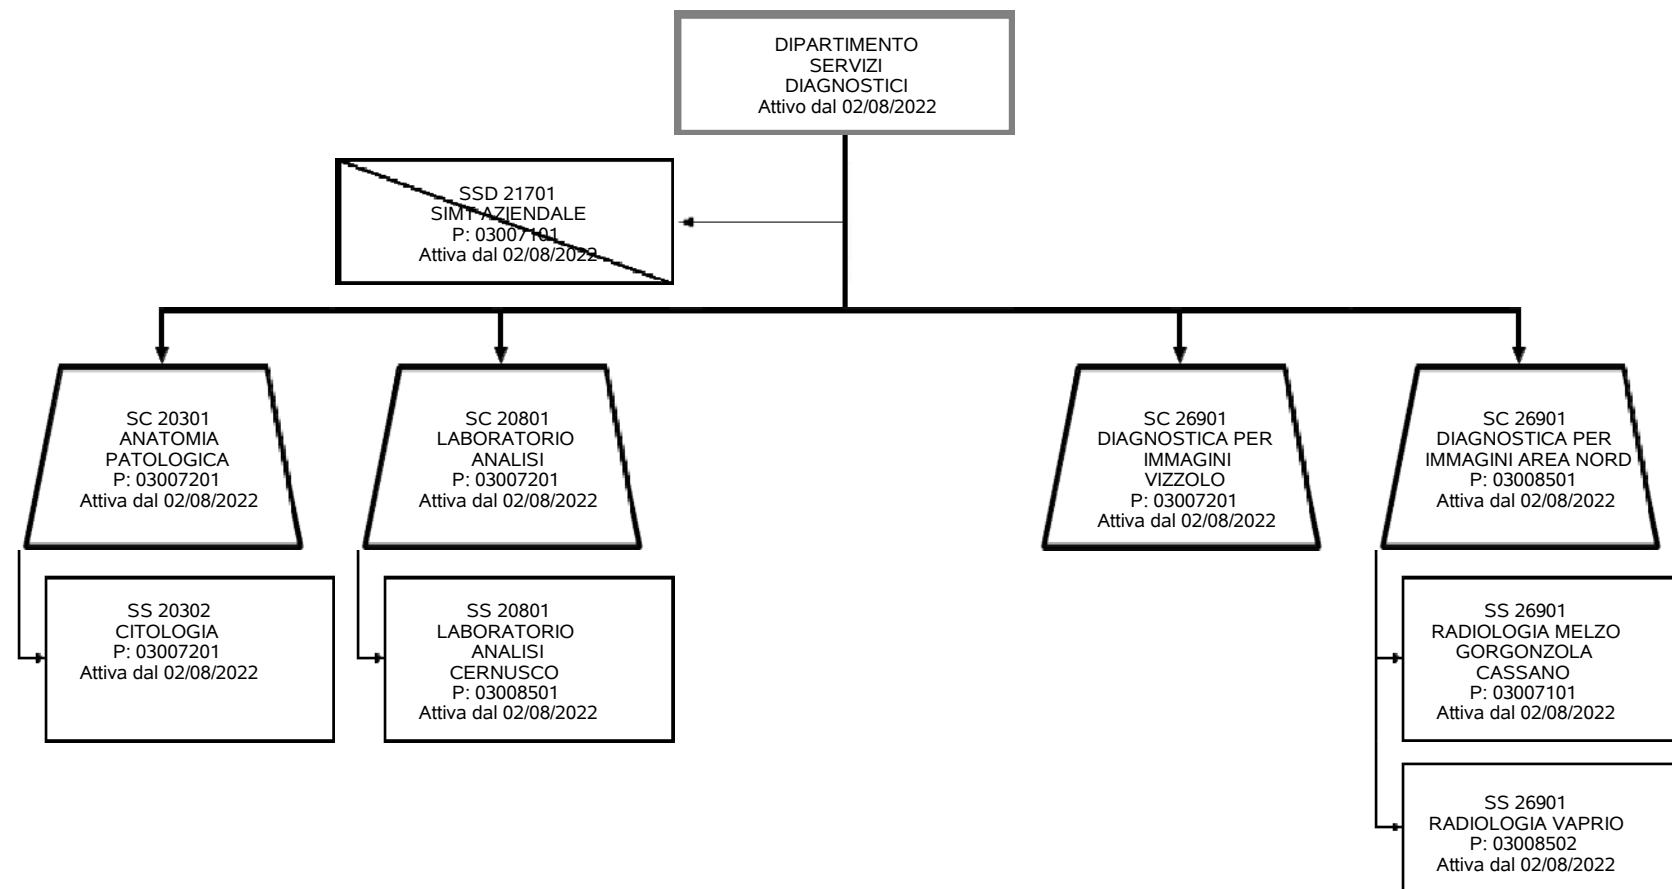 DIPARTIMENTO
SERVIZI
DIAGNOSTICI
Attivo dal 02/08/2022
SSD 21701
SIMT AZIENDALE
P: 03007101
Attiva dal 02/08/2022
SC 20301
ANATOMIA
PATOLOGICA
P: 03007201
Attiva dal 02/08/2022
SC 20801
LABORATORIO
ANALISI
P: 03007201
Attiva dal 02/08/2022
SC 26901
DIAGNOSTICA PER
IMMAGINI
VIZZOLO
P: 03007201
Attiva dal 02/08/2022
SC 26901
DIAGNOSTICA PER
IMMAGINI AREA NORD
P: 03008501
Attiva dal 02/08/2022
SS 20302
CITOLOGIA
P: 03007201
Attiva dal 02/08/2022
SS 20801
LABORATORIO
ANALISI
CERNUSCO
P: 03008501
Attiva dal 02/08/2022
SS 26901
RADIOLOGIA MELZO
GORGONZOLA
CASSANO
P: 03007101
Attiva dal 02/08/2022
SS 26901
RADIOLOGIA VAPRIO
P: 03008502
Attiva dal 02/08/2022